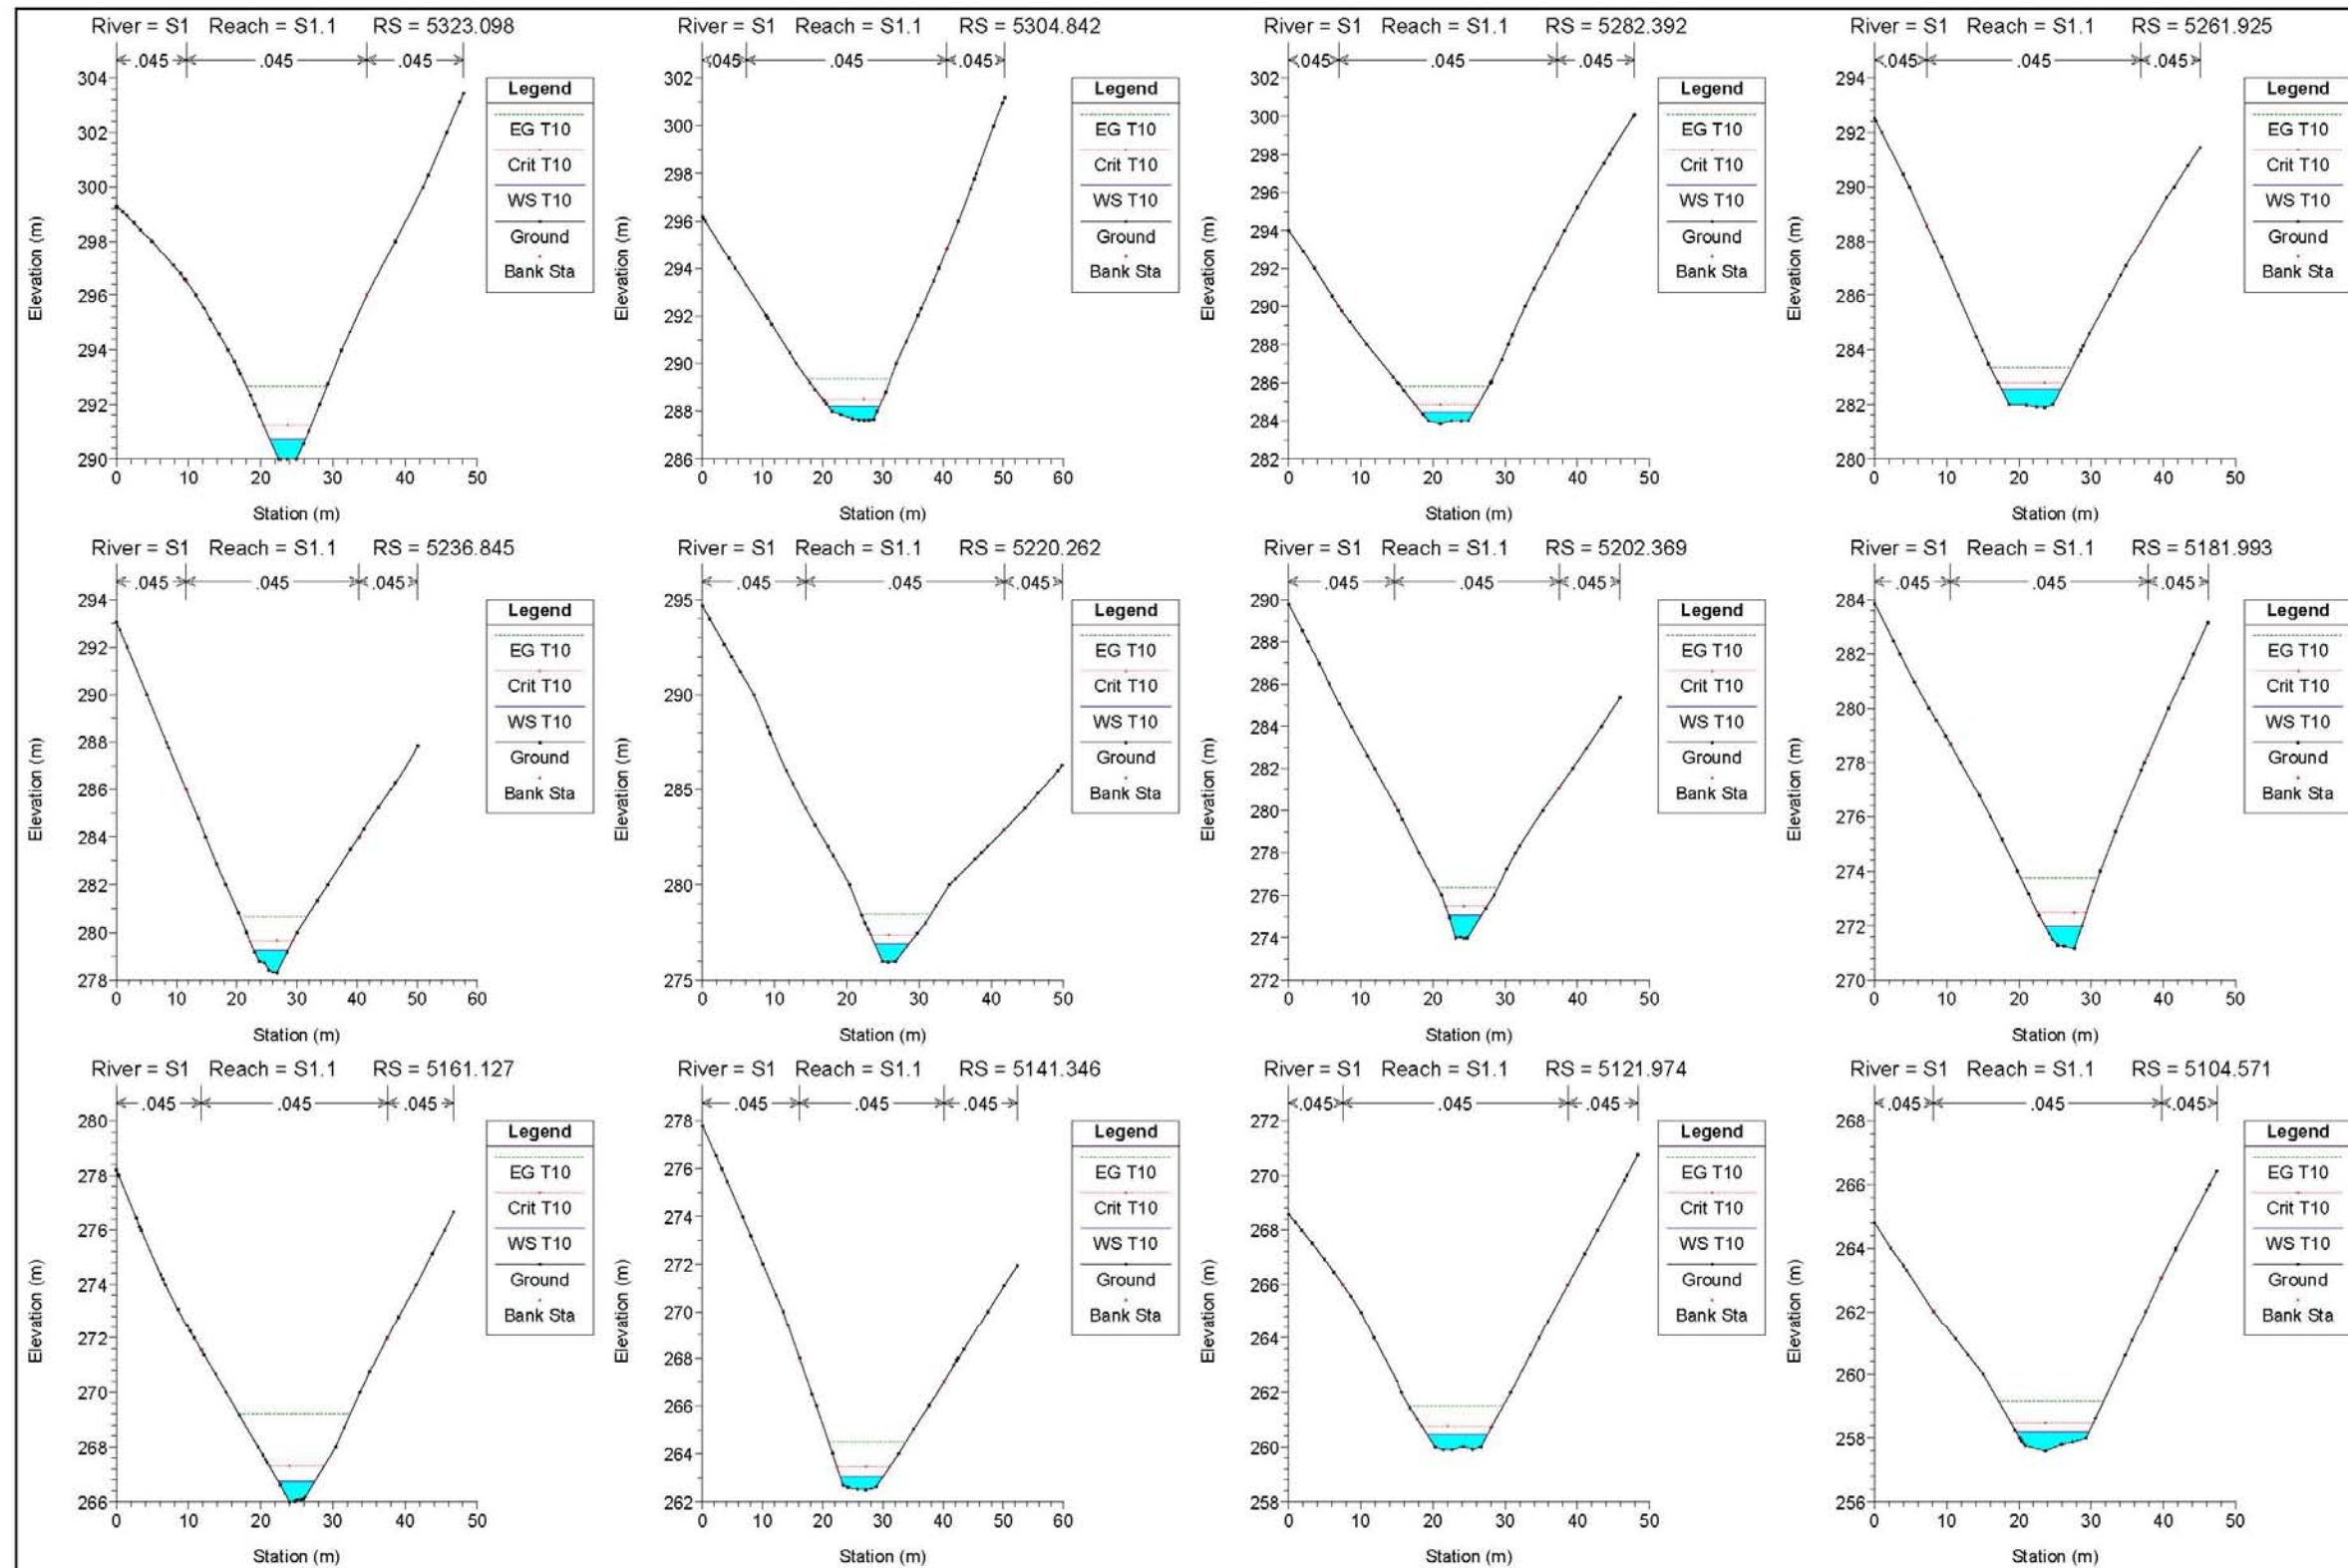 River = S1 Reach = S1.1 RS = 5323.098
.045 .045 .045
Elevation (m)
304
302
300
298
296
294
292
290
0 10 20 30 40 50
Station (m)
Legend
EG T10
Crit T10
WS T10
Ground
Bank Sta
River = S1 Reach = S1.1 RS = 5304.842
.045 .045 .045
Elevation (m)
302
300
298
296
294
292
290
288
286
0 10 20 30 40 50 60
Station (m)
Legend
EG T10
Crit T10
WS T10
Ground
Bank Sta
River = S1 Reach = S1.1 RS = 5282.392
.045 .045 .045
Elevation (m)
302
300
298
296
294
292
290
288
286
284
282
0 10 20 30 40 50
Station (m)
Legend
EG T10
Crit T10
WS T10
Ground
Bank Sta
River = S1 Reach = S1.1 RS = 5261.925
.045 .045 .045
Elevation (m)
294
292
290
288
286
284
282
280
0 10 20 30 40 50
Station (m)
Legend
EG T10
Crit T10
WS T10
Ground
Bank Sta
River = S1 Reach = S1.1 RS = 5236.845
.045 .045 .045
Elevation (m)
294
292
290
288
286
284
282
280
278
0 10 20 30 40 50 60
Station (m)
Legend
EG T10
Crit T10
WS T10
Ground
Bank Sta
River = S1 Reach = S1.1 RS = 5220.262
.045 .045 .045
Elevation (m)
295
290
285
280
275
0 10 20 30 40 50
Station (m)
Legend
EG T10
Crit T10
WS T10
Ground
Bank Sta
River = S1 Reach = S1.1 RS = 5202.369
.045 .045 .045
Elevation (m)
290
288
286
284
282
280
278
276
274
272
0 10 20 30 40 50
Station (m)
Legend
EG T10
Crit T10
WS T10
Ground
Bank Sta
River = S1 Reach = S1.1 RS = 5181.993
.045 .045 .045
Elevation (m)
284
282
280
278
276
274
272
270
0 10 20 30 40 50
Station (m)
Legend
EG T10
Crit T10
WS T10
Ground
Bank Sta
River = S1 Reach = S1.1 RS = 5161.127
.045 .045 .045
Elevation (m)
280
278
276
274
272
270
268
266
0 10 20 30 40 50
Station (m)
Legend
EG T10
Crit T10
WS T10
Ground
Bank Sta
River = S1 Reach = S1.1 RS = 5141.346
.045 .045 .045
Elevation (m)
278
276
274
272
270
268
266
264
262
0 10 20 30 40 50 60
Station (m)
Legend
EG T10
Crit T10
WS T10
Ground
Bank Sta
River = S1 Reach = S1.1 RS = 5121.974
.045 .045 .045
Elevation (m)
272
270
268
266
264
262
260
258
0 10 20 30 40 50
Station (m)
Legend
EG T10
Crit T10
WS T10
Ground
Bank Sta
River = S1 Reach = S1.1 RS = 5104.571
.045 .045 .045
Elevation (m)
268
266
264
262
260
258
256
0 10 20 30 40 50
Station (m)
Legend
EG T10
Crit T10
WS T10
Ground
Bank Sta